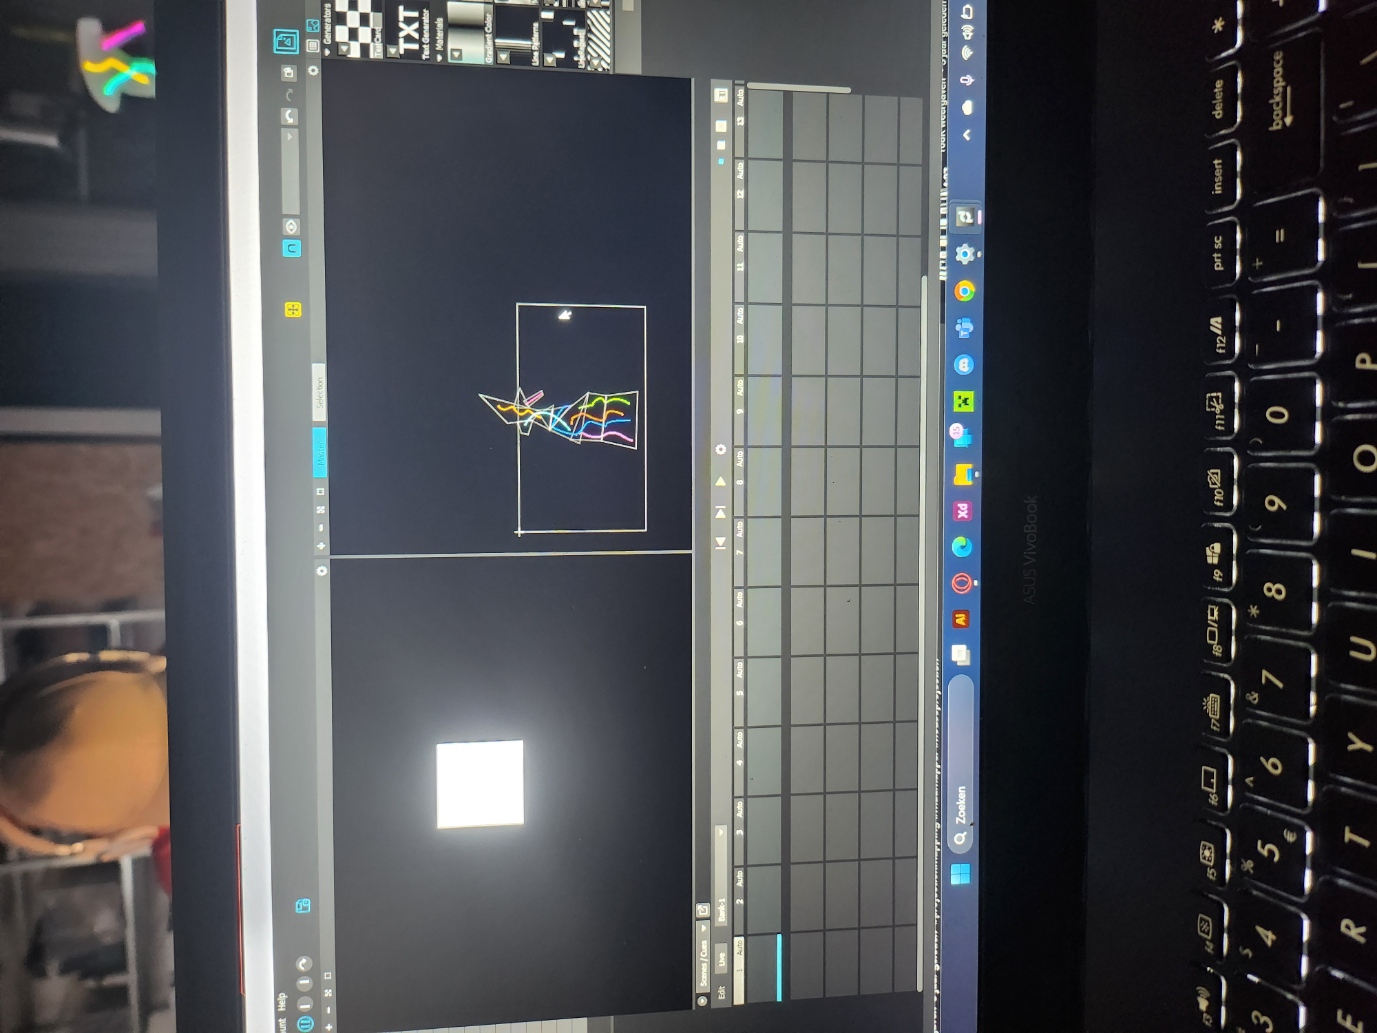 unt Help
Selection
Generators
TestCard
TXT
Text Generator
Materials
Gradient Color
Line Patterns
LineRepeat
Scenes / Cues
Edit Live Bank-1
1 Auto 2 Auto 3 Auto 4 Auto 5 Auto 6 Auto 7 Auto 8 Auto 9 Auto 10 Auto 11 Auto 12 Auto 13 Auto
Zoeken
Ai
Xd
15
ASUS VivoBook
f3 f4 f5 f6 f7 f8 f9 f10 f11 f12 prt sc insert delete *
$ % ^ & * ( ) - +
3 4 5 € 6 7 8 9 0 - = backspace
E R T Y U I O P [ ] \